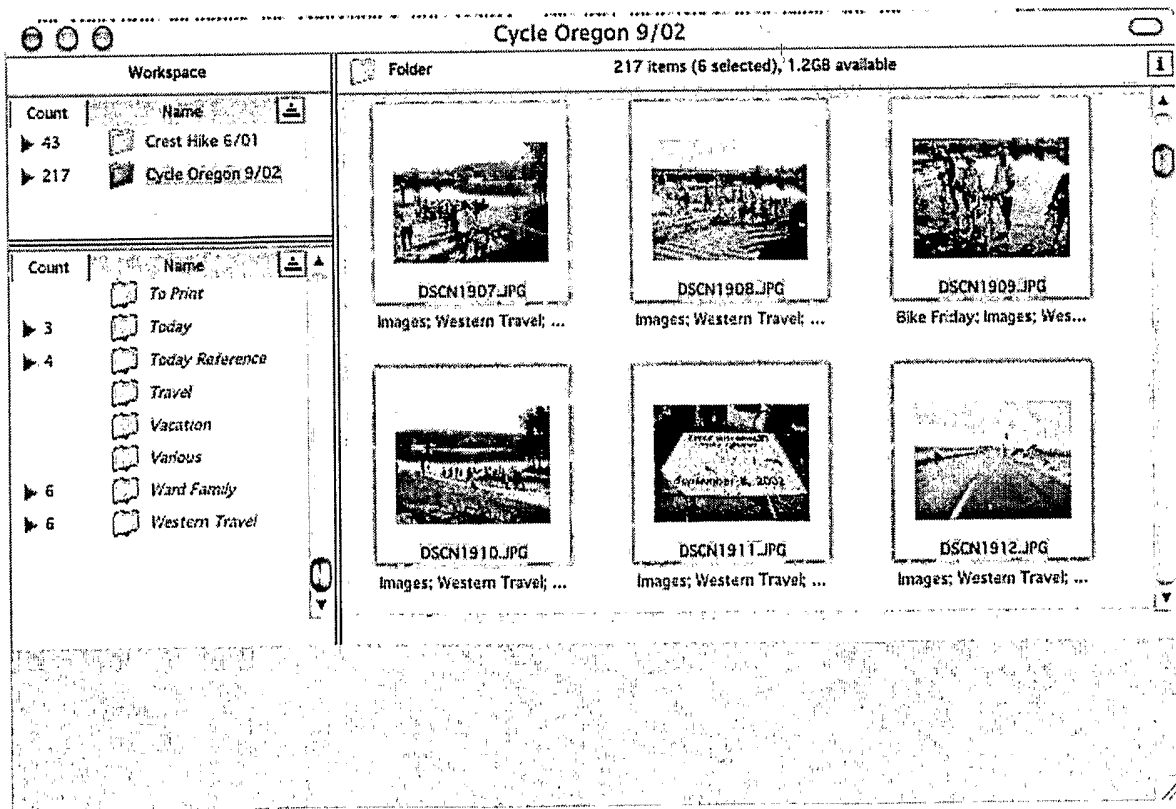 Cycle Oregon 9/02
Workspace
Folder
217 items (6 selected), 1.2GB available
i
Count Name
43 Crest Hike 6/01
217 Cycle Oregon 9/02
Count Name
To Print
3 Today
4 Today Reference
Travel
Vacation
Various
6 Ward Family
6 Western Travel
DSCN1907.JPG
Images; Western Travel; ...
DSCN1908.JPG
Images; Western Travel; ...
DSCN1909.JPG
Bike Friday; Images; Wes...
DSCN1910.JPG
Images; Western Travel; ...
September 8, 2002
DSCN1911.JPG
Images; Western Travel; ...
DSCN1912.JPG
Images; Western Travel; ...